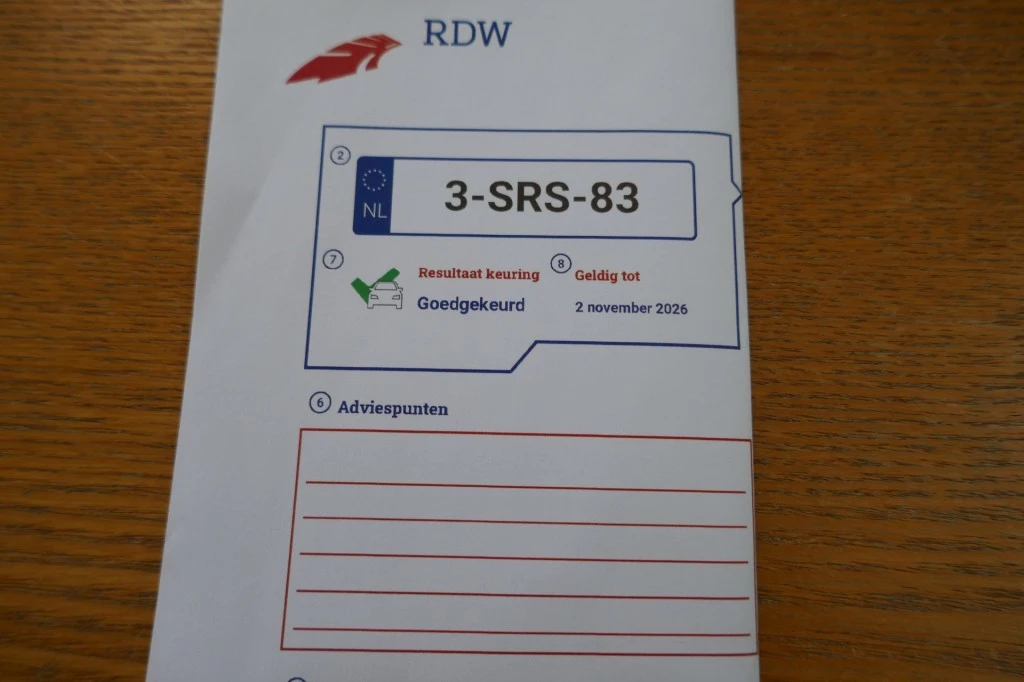 RDW
2
NL
3-SRS-83
7
Resultaat keuring
8
Geldig tot
Goedgekeurd
2 november 2026
6 Adviespunten